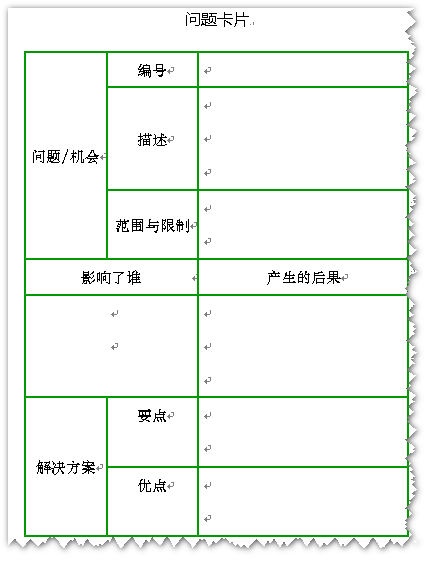 问题卡片
编号
描述
问题/机会
范围与限制
影响了谁
产生的后果
要点
解决方案
优点